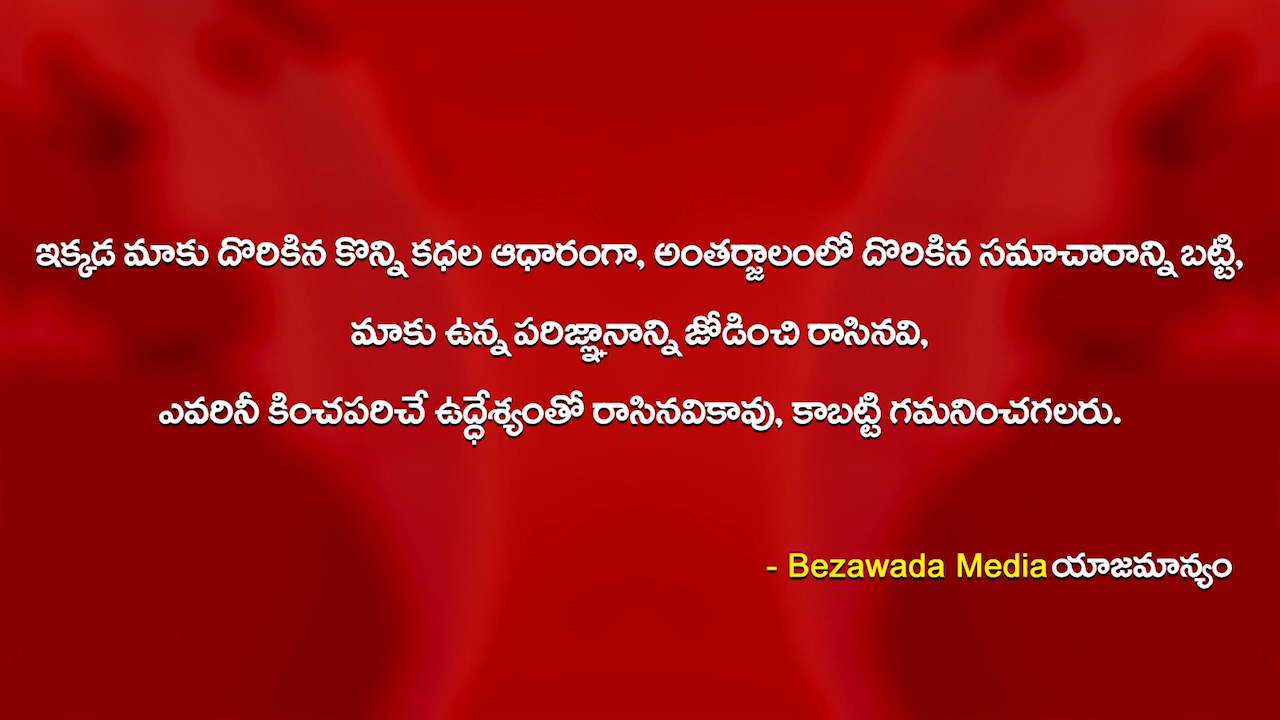 ఇక్కడ మాకు దొరికిన కొన్ని కధల ఆధారంగా, అంతర్జాలంలో దొరికిన సమాచారాన్ని బట్టి,
మాకు ఉన్న పరిజ్ఞానాన్ని జోడించి రాసినవి,
ఎవరినీ కించపరిచే ఉద్ధేశ్యంతో రాసినవికావు, కాబట్టి గమనించగలరు.
- Bezawada Media యాజమాన్యం